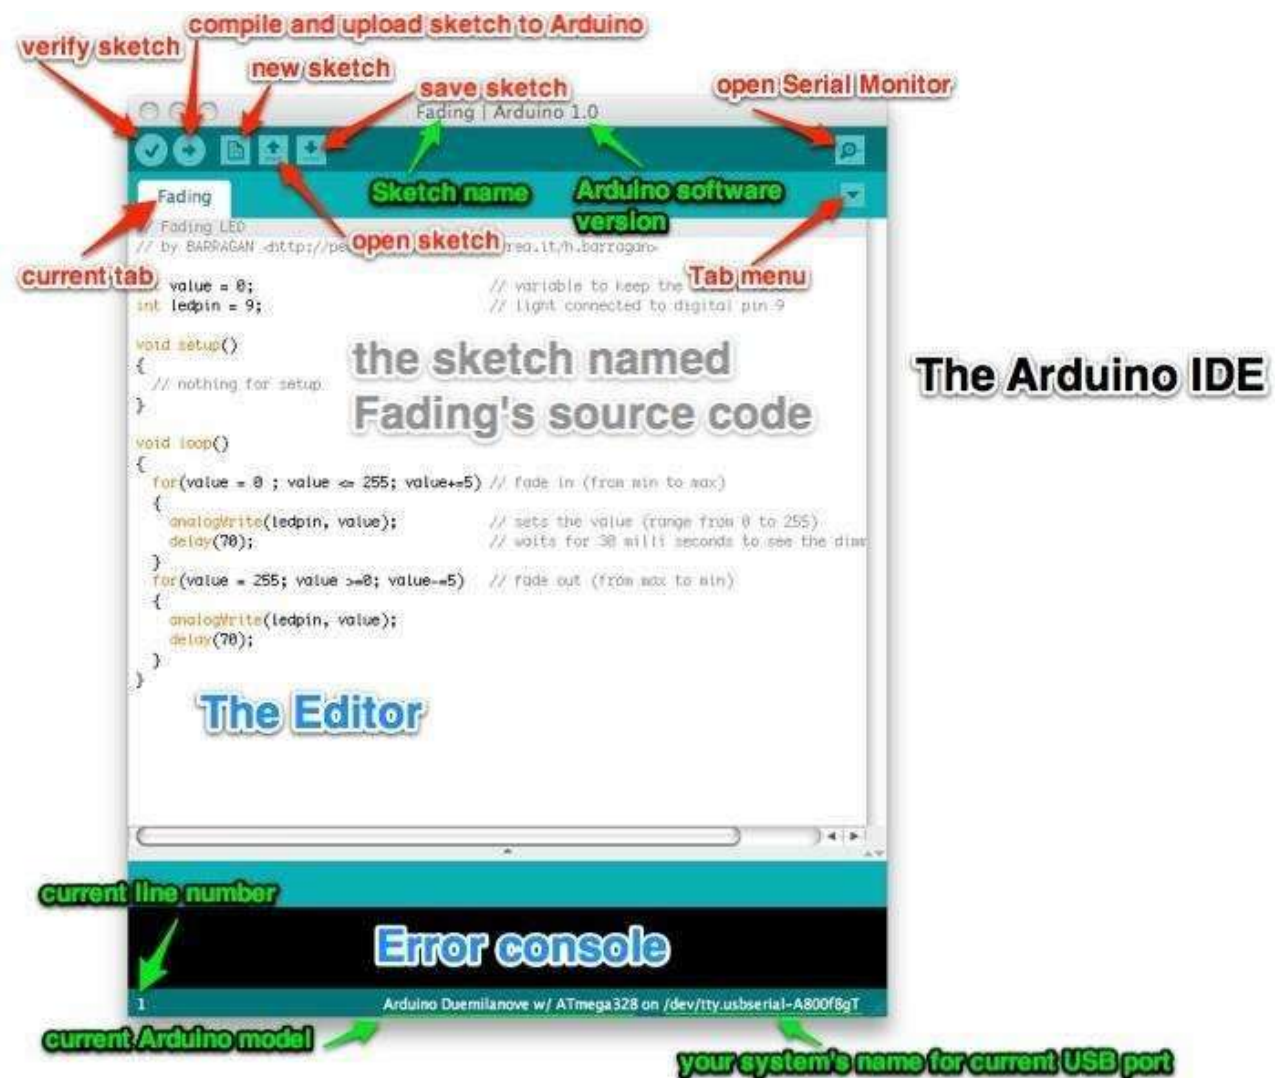 compile and upload sketch to Arduino
verify sketch
new sketch
save sketch
open Serial Monitor
Fading | Arduino 1.0
Sketch name
Arduino software
version
Fading
// Fading LED
// by BARRAGAN <http://pe rea.it/h.barragan>
open sketch
current tab
Tab menu
value = 0; // variable to keep the
int ledpin = 9; // light connected to digital pin 9
void setup()
{
// nothing for setup
}
the sketch named
Fading's source code
The Arduino IDE
void loop()
{
for(value = 0 ; value <= 255; value+=5) // fade in (from min to max)
{
analogWrite(ledpin, value); // sets the value (range from 0 to 255)
delay(70); // waits for 30 milli seconds to see the dimm
}
for(value = 255; value >=0; value-=5) // fade out (from max to min)
{
analogWrite(ledpin, value);
delay(70);
}
}
The Editor
current line number
Error console
1
Arduino Duemilanove w/ ATmega328 on /dev/tty.usbserial-A800f8gT
current Arduino model
your system's name for current USB port